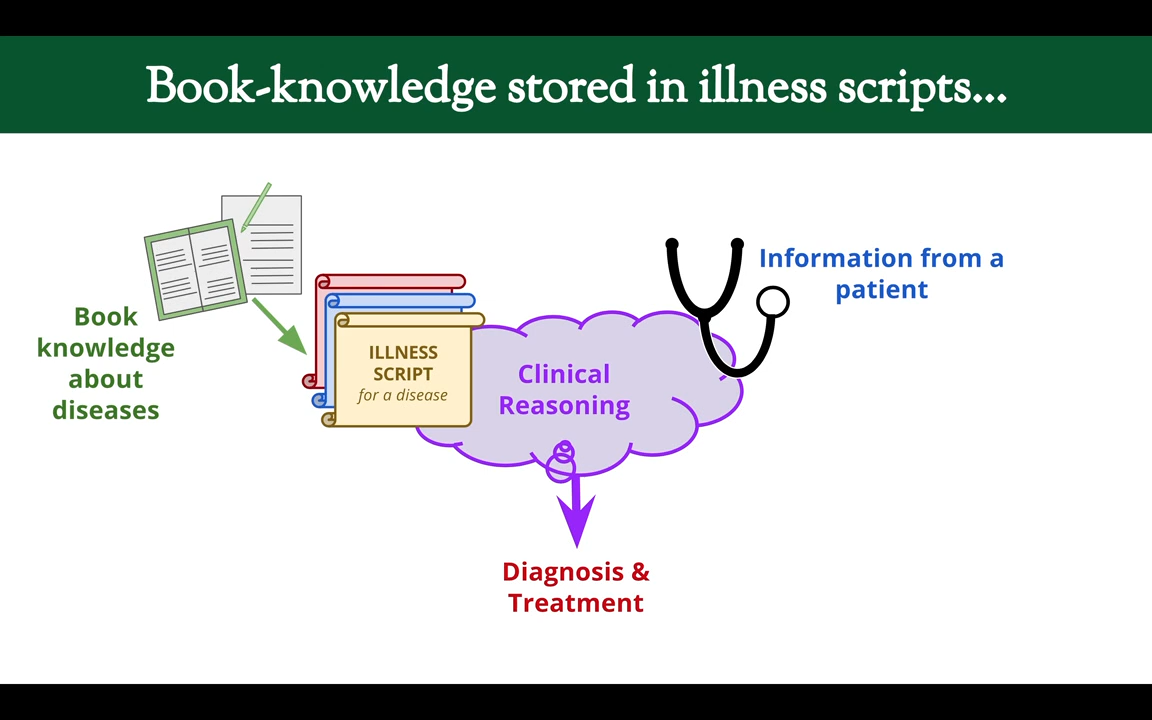 Book-knowledge stored in illness scripts...
Book
knowledge
about
diseases
ILLNESS
SCRIPT
for a disease
Clinical
Reasoning
Information from a
patient
Diagnosis &
Treatment